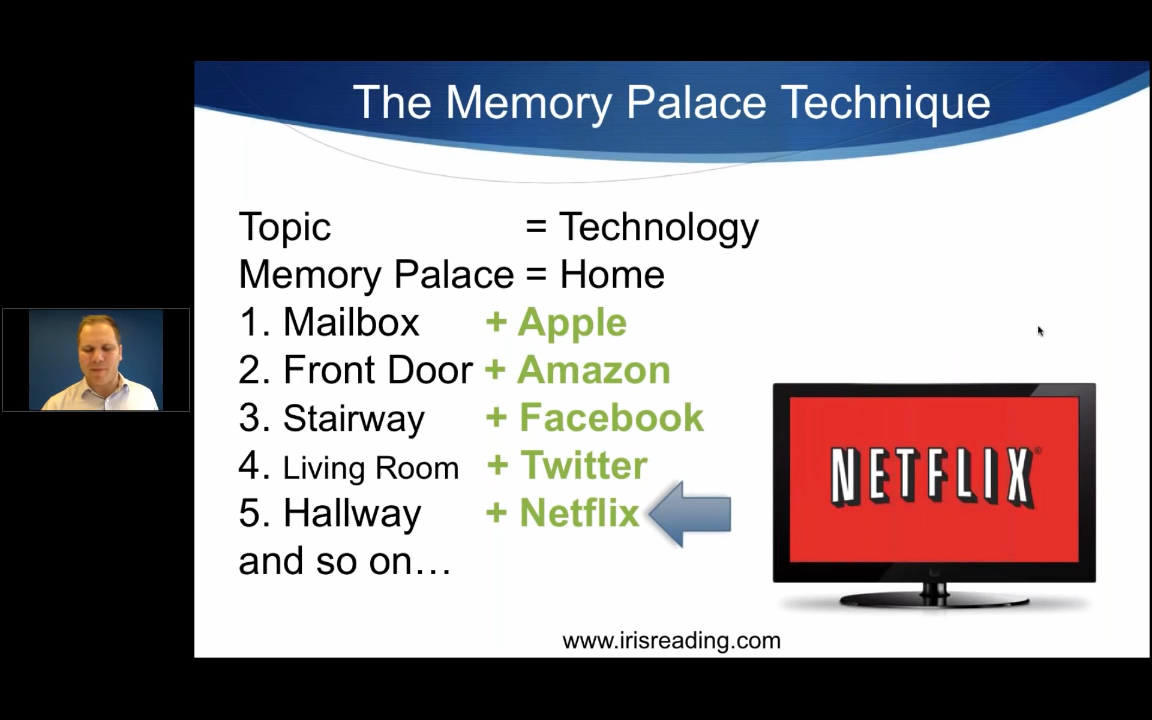 The Memory Palace Technique
Topic = Technology
Memory Palace = Home
1. Mailbox + Apple
2. Front Door + Amazon
3. Stairway + Facebook
4. Living Room + Twitter
5. Hallway + Netflix
and so on…
NETFLIX®
www.irisreading.com